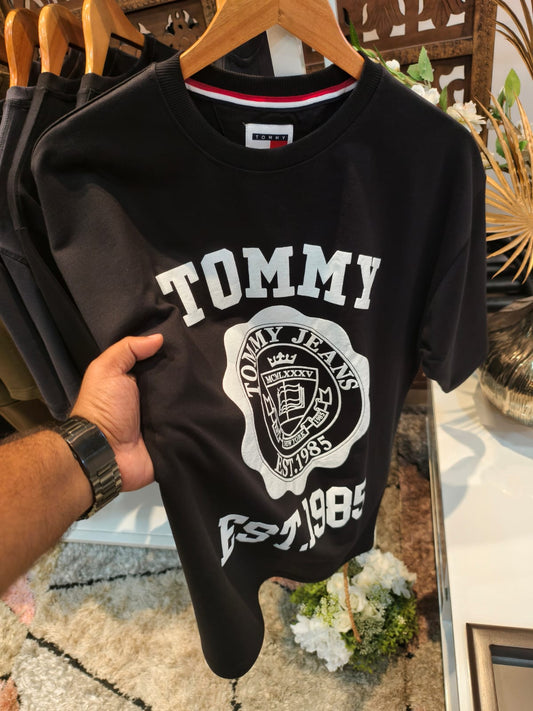 TOMMY
TOMMY
TOMMY JEANS
MCMLXXXV
NEW YORK
EST. 1985
EST. 1985